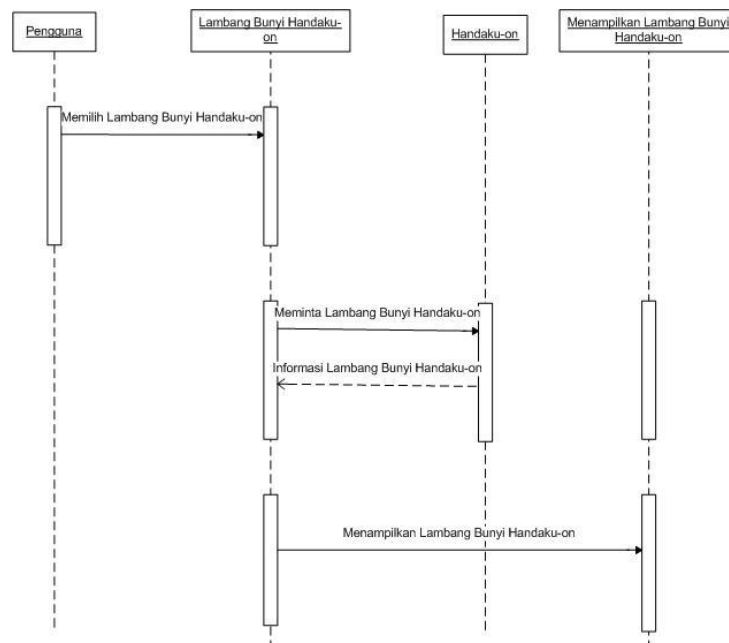 Pengguna
Lambang Bunyi Handaku-
on
Handaku-on
Menampilkan Lambang Bunyi
Handaku-on
Memilih Lambang Bunyi Handaku-on
Meminta Lambang Bunyi Handaku-on
Informasi Lambang Bunyi Handaku-on
Menampilkan Lambang Bunyi Handaku-on